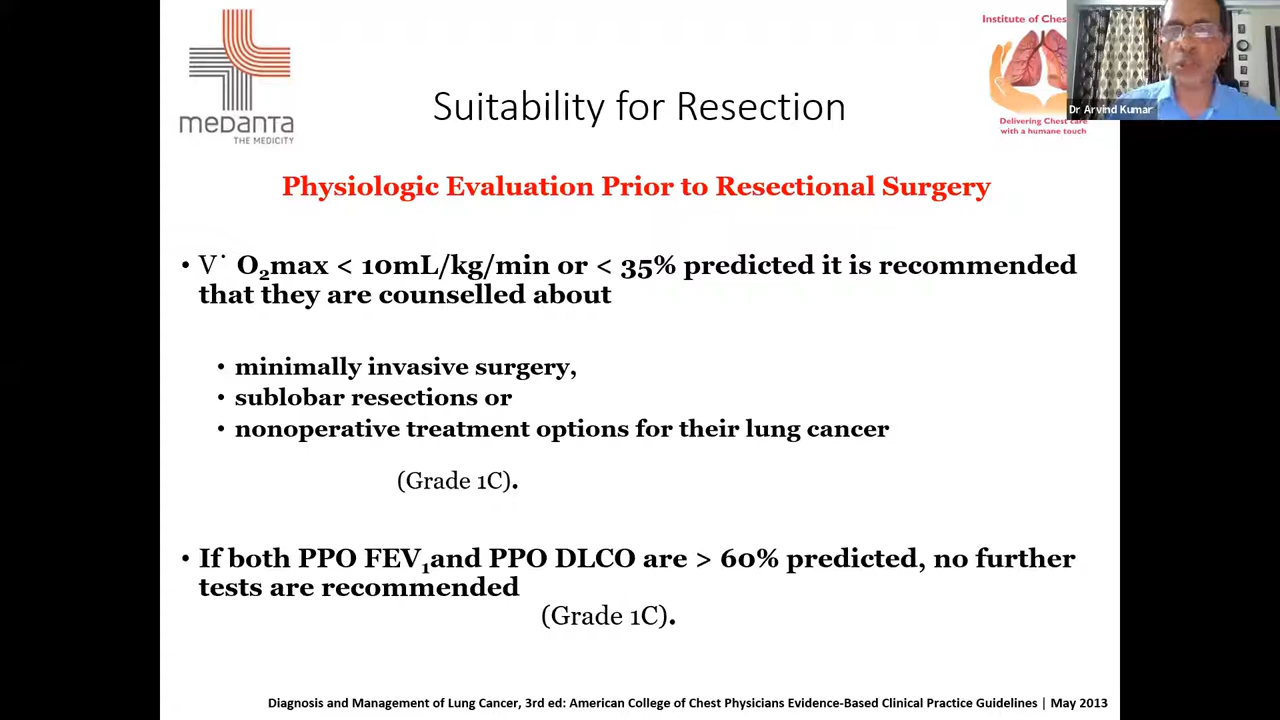 medanta
THE MEDICITY
Institute of Ches
Dr Arvind Kumar
Delivering Chest care
with a humane touch
Suitability for Resection
Physiologic Evaluation Prior to Resectional Surgery
• V˙ O₂max < 10mL/kg/min or < 35% predicted it is recommended
that they are counselled about
• minimally invasive surgery,
• sublobar resections or
• nonoperative treatment options for their lung cancer
(Grade 1C).
• If both PPO FEV₁and PPO DLCO are > 60% predicted, no further
tests are recommended
(Grade 1C).
Diagnosis and Management of Lung Cancer, 3rd ed: American College of Chest Physicians Evidence-Based Clinical Practice Guidelines | May 2013